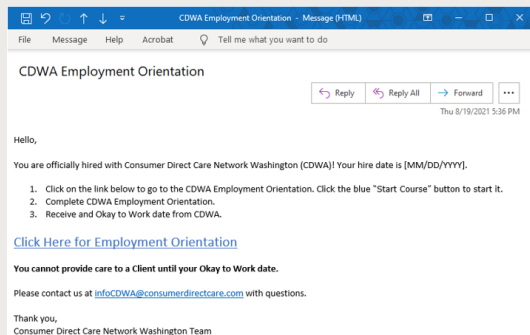 CDWA Employment Orientation - Message (HTML)
File Message Help Acrobat Tell me what you want to do
CDWA Employment Orientation
Reply Reply All Forward
Thu 8/19/2021 5:36 PM
Hello,
You are officially hired with Consumer Direct Care Network Washington (CDWA)! Your hire date is [MM/DD/YYYY].
1. Click on the link below to go to the CDWA Employment Orientation. Click the blue "Start Course" button to start it.
2. Complete CDWA Employment Orientation.
3. Receive and Okay to Work date from CDWA.
Click Here for Employment Orientation
You cannot provide care to a Client until your Okay to Work date.
Please contact us at infoCDWA@consumerdirectcare.com with questions.
Thank you,
Consumer Direct Care Network Washington Team